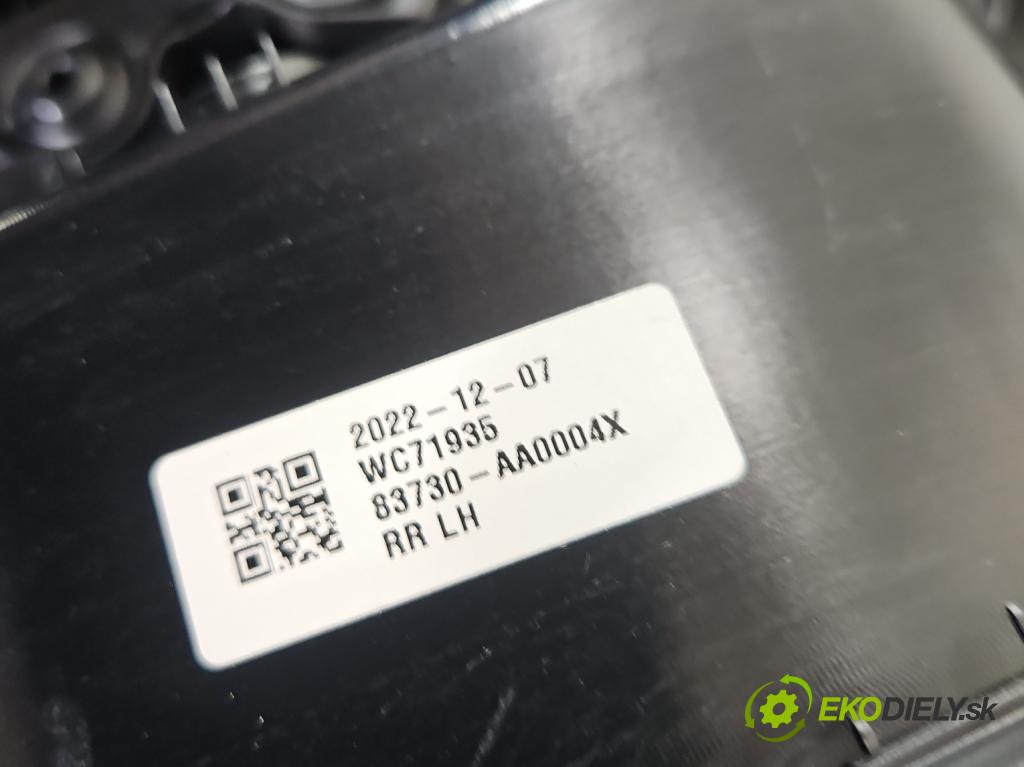 2022-12-07
WC71935
83730-AA0004X
RR LH
EKODIELY.sk